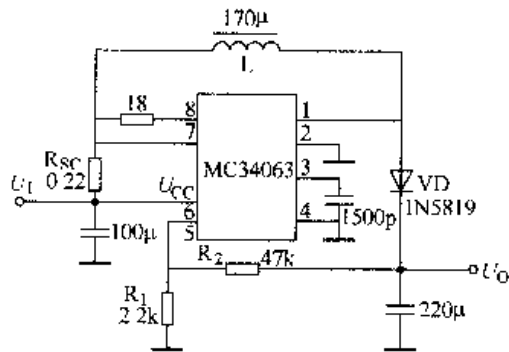 170μ
L
18
8
1
7
2
R_SC
0 22
MC34063
3
VD
1N5819
U_I
U_CC
6
4
1500p
5
100μ
R_2
47k
U_O
R_1
2 2k
220μ